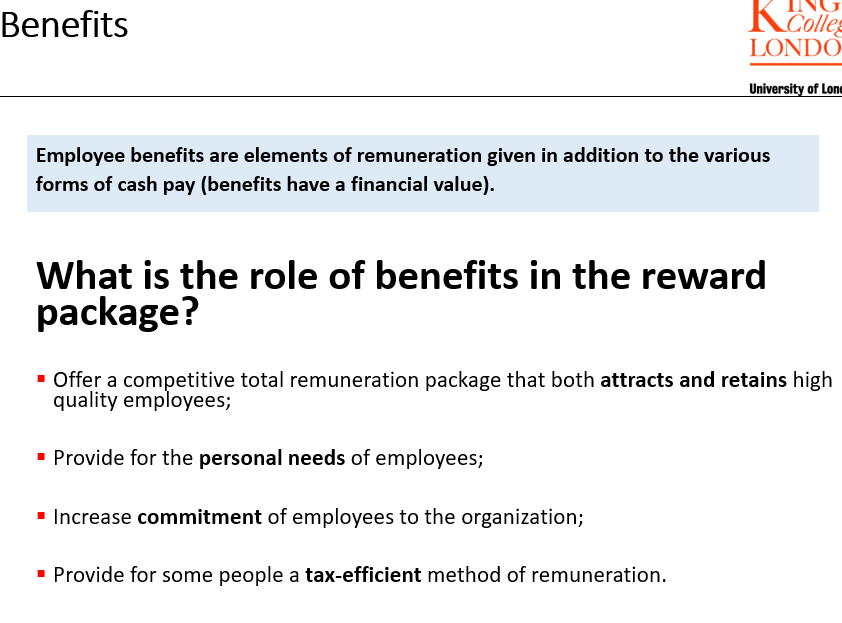 Benefits
KING
Colleg
LONDO
University of Lon
Employee benefits are elements of remuneration given in addition to the various
forms of cash pay (benefits have a financial value).
What is the role of benefits in the reward
package?
▪ Offer a competitive total remuneration package that both attracts and retains high
quality employees;
▪ Provide for the personal needs of employees;
▪ Increase commitment of employees to the organization;
▪ Provide for some people a tax-efficient method of remuneration.